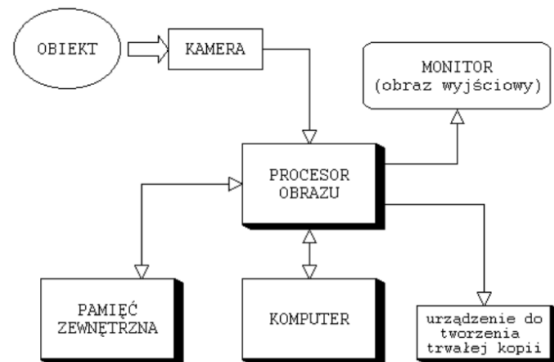 OBIEKT
KAMERA
MONITOR
(obraz wyjściowy)
PROCESOR
OBRAZU
PAMIĘĆ
ZEWNĘTRZNA
KOMPUTER
urządzenie do
tworzenia
trwałej kopii